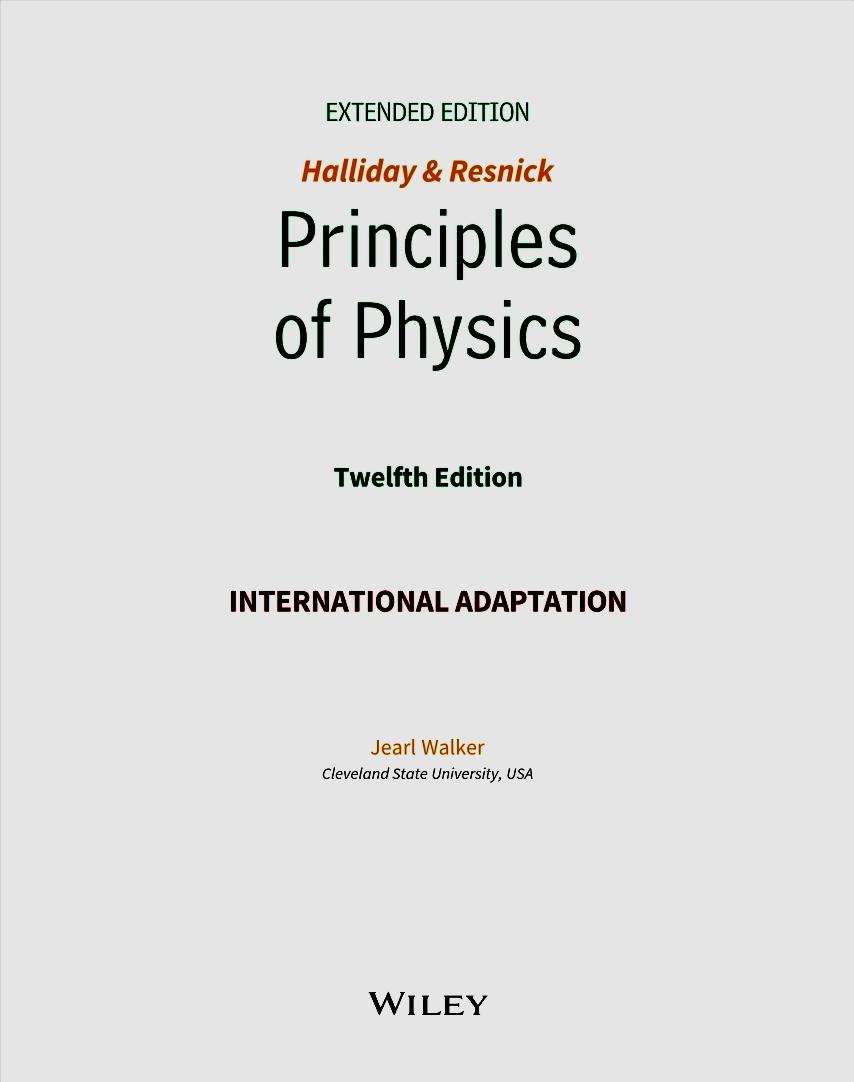 EXTENDED EDITION
Halliday & Resnick
Principles
of Physics
Twelfth Edition
INTERNATIONAL ADAPTATION
Jearl Walker
Cleveland State University, USA
WILEY